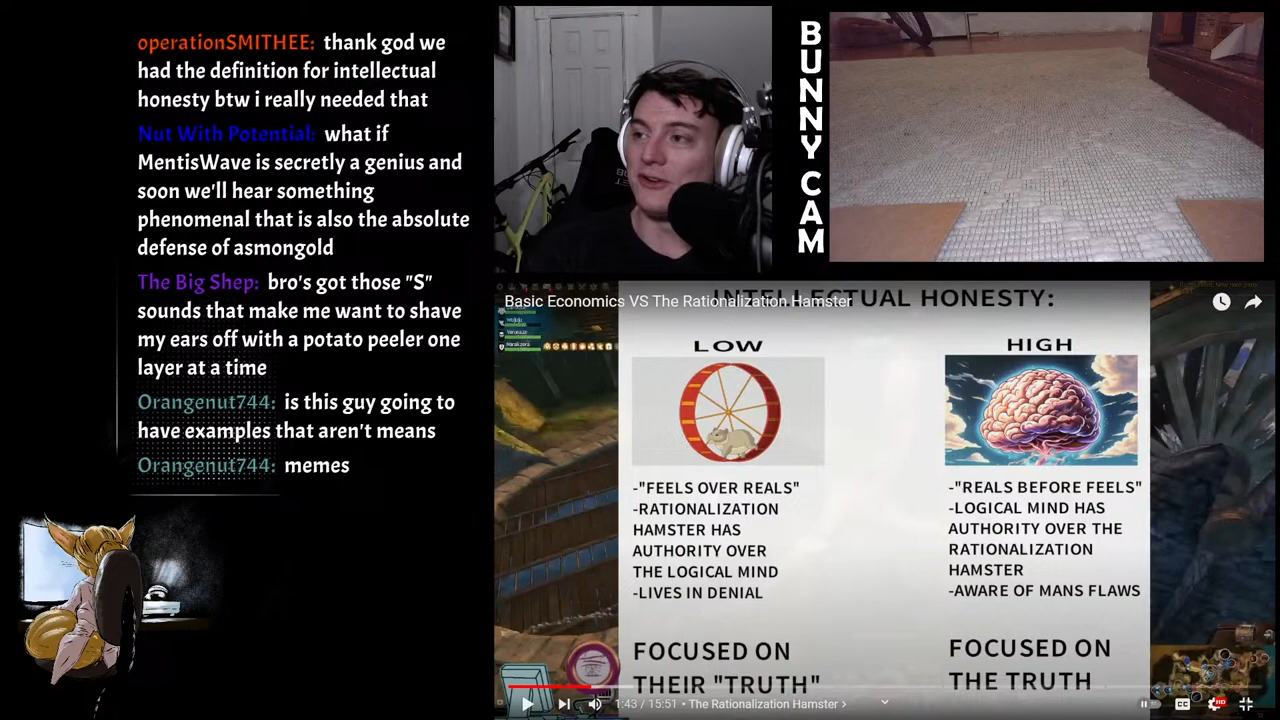 operationSMITHEE: thank god we
had the definition for intellectual
honesty btw i really needed that
Nut With Potential: what if
MentisWave is secretly a genius and
soon we'll hear something
phenomenal that is also the absolute
defense of asmongold
The Big Shep: bro's got those "S"
sounds that make me want to shave
my ears off with a potato peeler one
layer at a time
Orangenut744: is this guy going to
have examples that aren't means
Orangenut744: memes
BUNNY CAM
Basic Economics VS The Rationalization Hamster
INTELLECTUAL HONESTY:
LOW
-"FEELS OVER REALS"
-RATIONALIZATION
HAMSTER HAS
AUTHORITY OVER
THE LOGICAL MIND
-LIVES IN DENIAL
FOCUSED ON
THEIR "TRUTH"
HIGH
-"REALS BEFORE FEELS"
-LOGICAL MIND HAS
AUTHORITY OVER THE
RATIONALIZATION
HAMSTER
-AWARE OF MANS FLAWS
FOCUSED ON
THE TRUTH
1:43 / 15:51 • The Rationalization Hamster ›
CC
HD